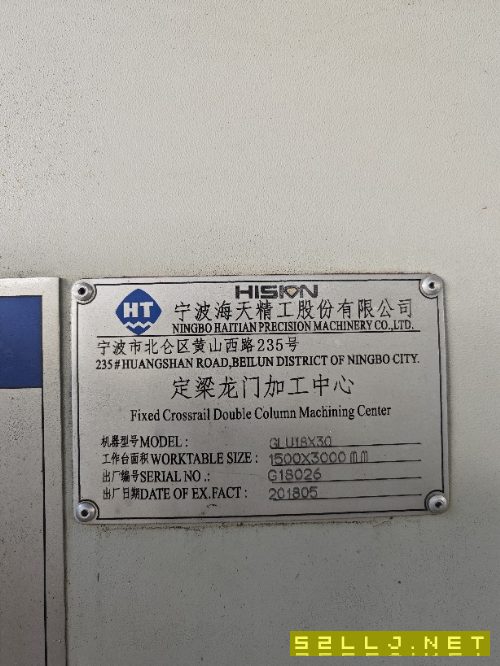 HISION
HT
宁波海天精工股份有限公司
NINGBO HAITIAN PRECISION MACHINERY CO.,LTD.
宁波市北仑区黄山西路235号
235#HUANGSHAN ROAD,BEILUN DISTRICT OF NINGBO CITY.
定梁龙门加工中心
Fixed Crossrail Double Column Machining Center
机器型号MODEL: GLU18X30
工作台面积WORKTABLE SIZE: 1500X3000mm
出厂编号SERIAL NO.: G18026
出厂日期DATE OF EX.FACT: 201805
52LLJ.NET